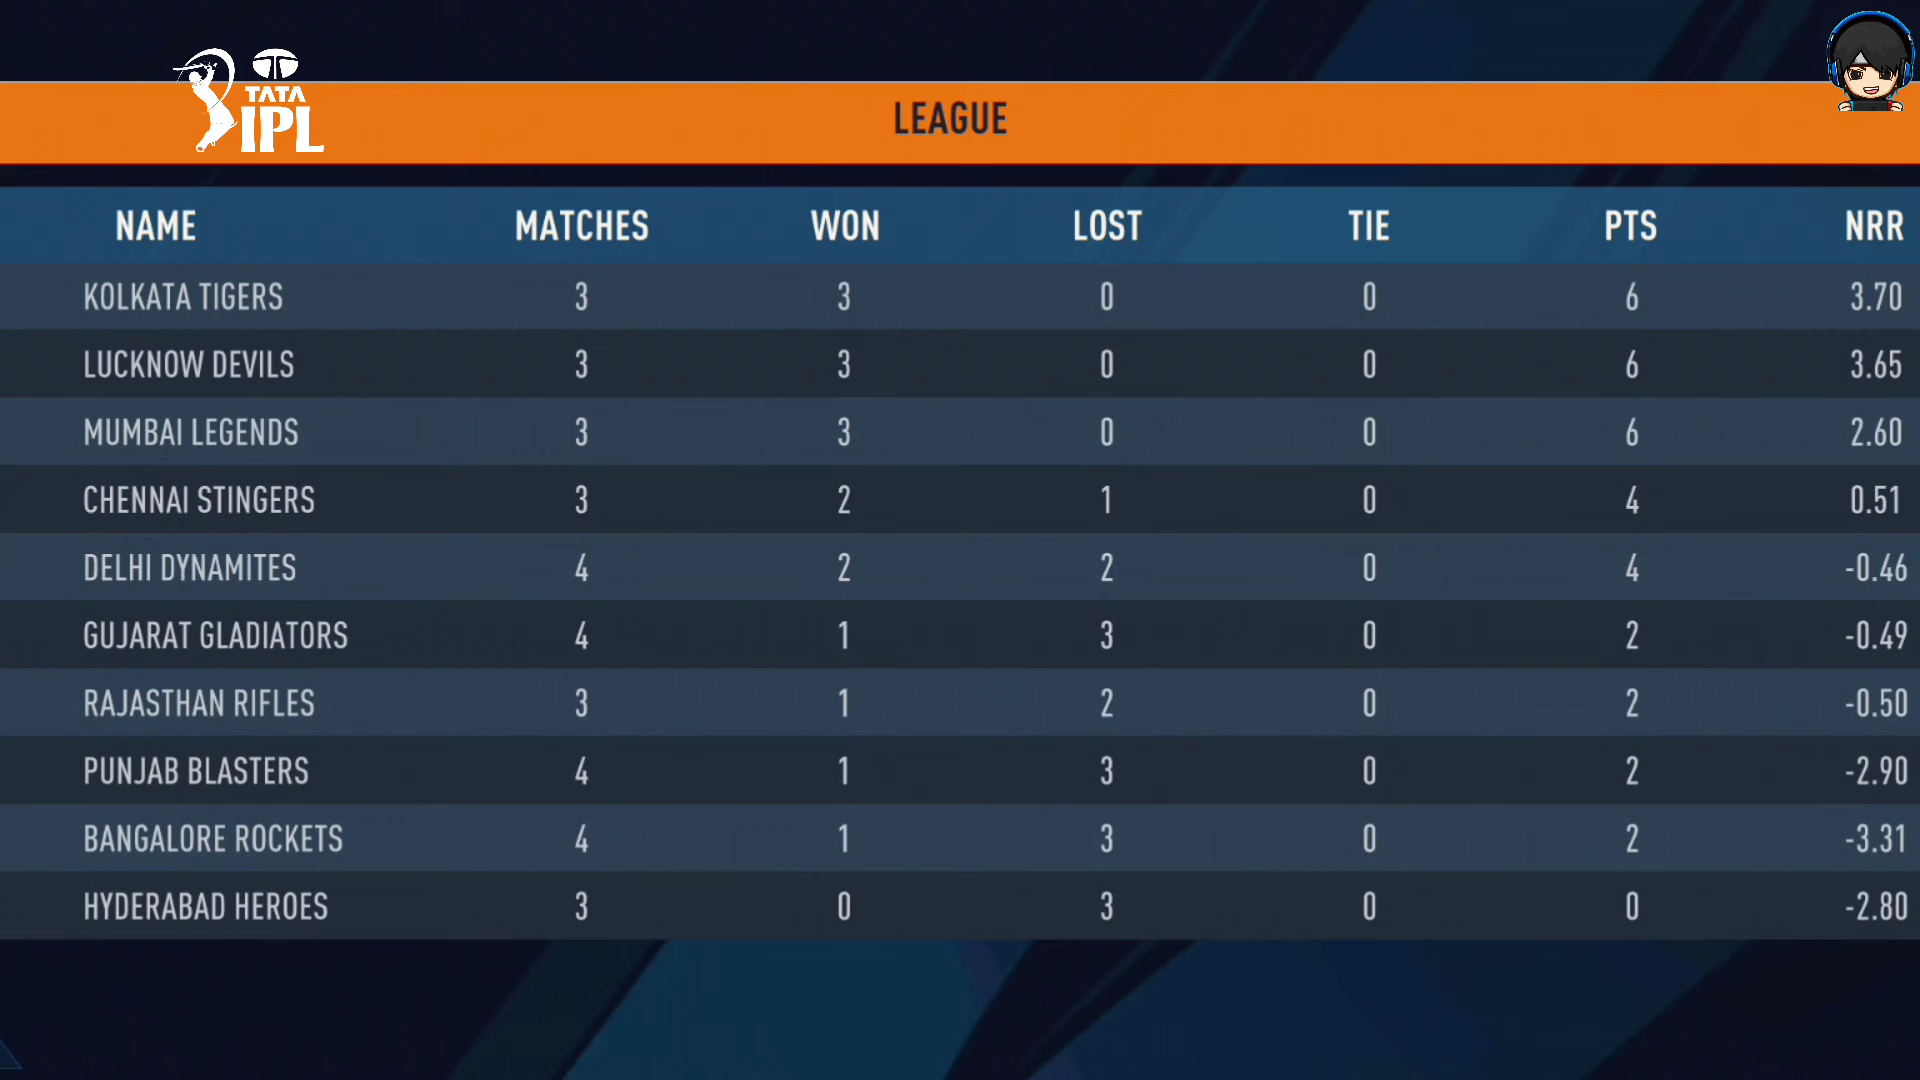 TATA
IPL
LEAGUE
NAME MATCHES WON LOST TIE PTS NRR
KOLKATA TIGERS 3 3 0 0 6 3.70
LUCKNOW DEVILS 3 3 0 0 6 3.65
MUMBAI LEGENDS 3 3 0 0 6 2.60
CHENNAI STINGERS 3 2 1 0 4 0.51
DELHI DYNAMITES 4 2 2 0 4 -0.46
GUJARAT GLADIATORS 4 1 3 0 2 -0.49
RAJASTHAN RIFLES 3 1 2 0 2 -0.50
PUNJAB BLASTERS 4 1 3 0 2 -2.90
BANGALORE ROCKETS 4 1 3 0 2 -3.31
HYDERABAD HEROES 3 0 3 0 0 -2.80